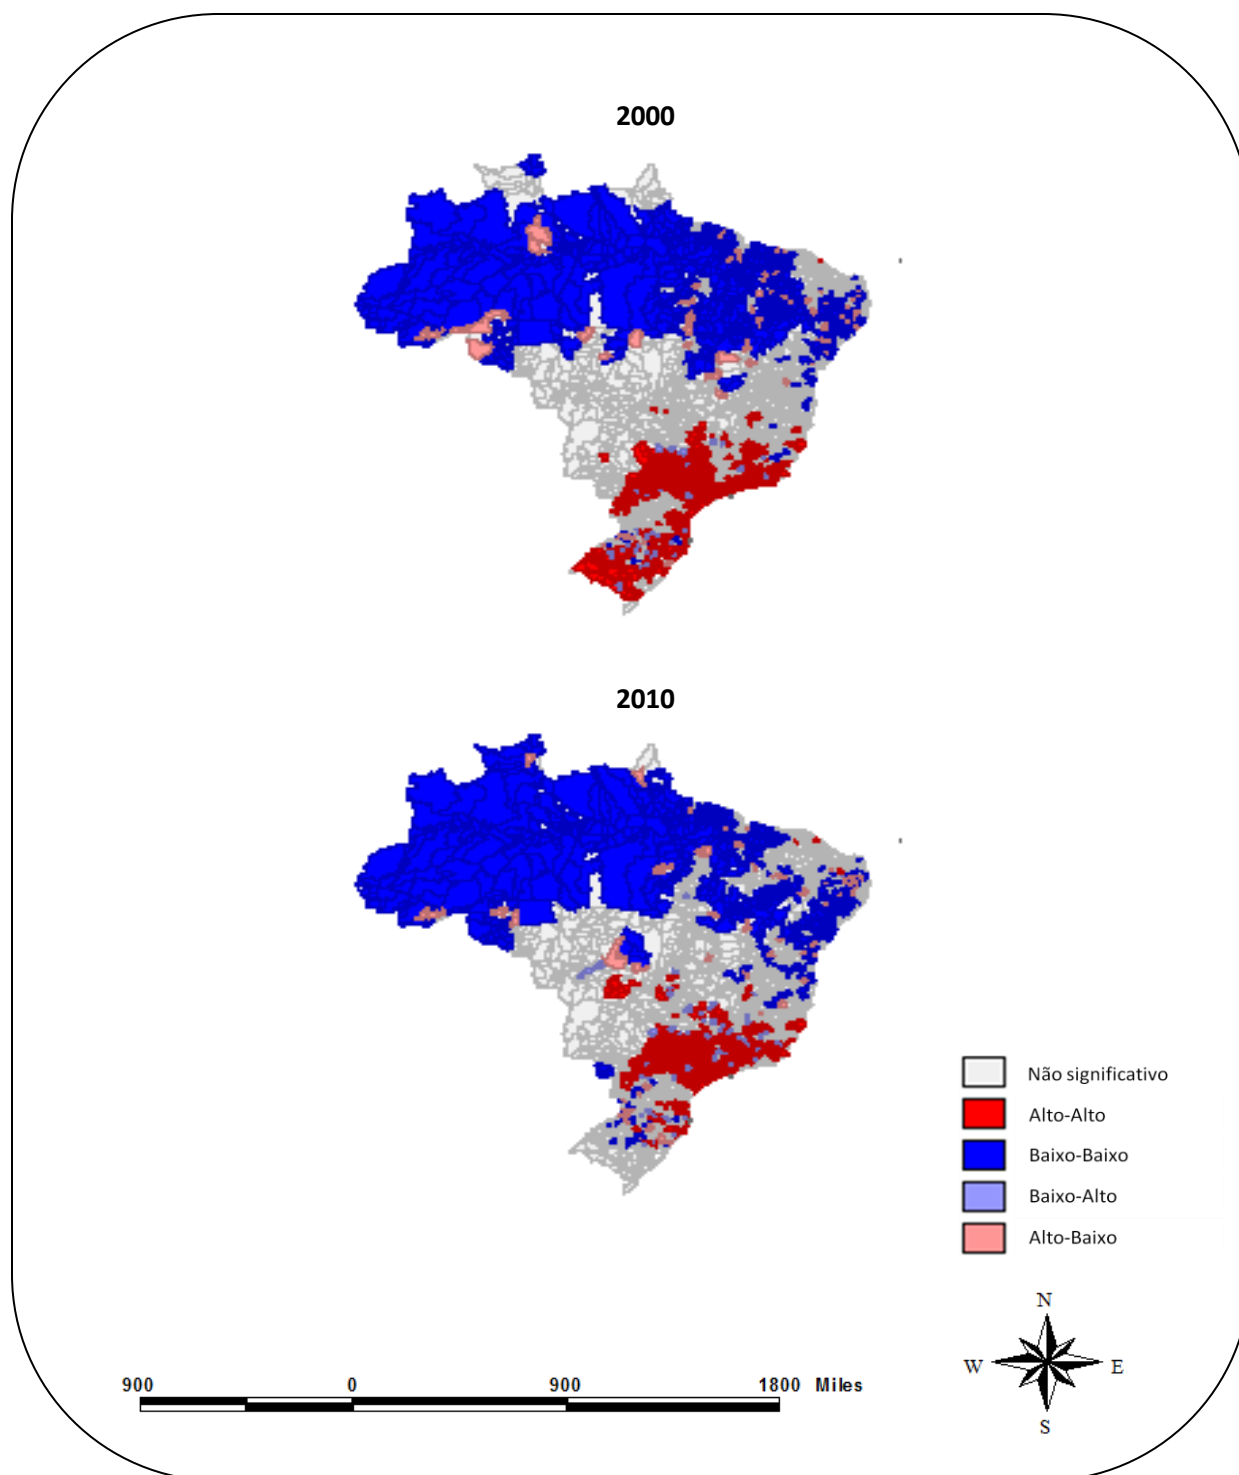 2000
2010
Não significativo
Alto-Alto
Baixo-Baixo
Baixo-Alto
Alto-Baixo
N
W E
S
900 0 900 1800 Miles